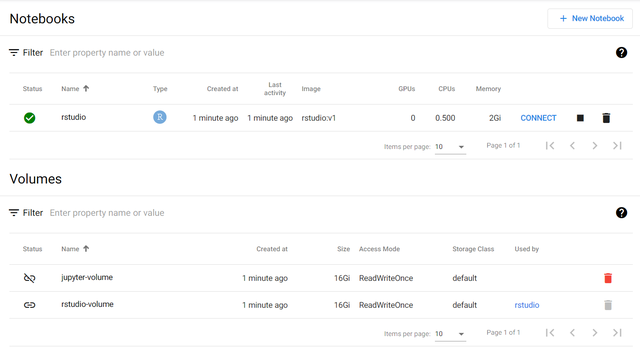 Notebooks
+ New Notebook
Filter Enter property name or value
Status Name Type Created at Last activity Image GPUs CPUs Memory
rstudio R 1 minute ago 1 minute ago rstudio:v1 0 0.500 2Gi CONNECT
Items per page: 10 Page 1 of 1
Volumes
Filter Enter property name or value
Status Name Created at Size Access Mode Storage Class Used by
jupyter-volume 1 minute ago 16Gi ReadWriteOnce default
rstudio-volume 1 minute ago 16Gi ReadWriteOnce default rstudio
Items per page: 10 Page 1 of 1